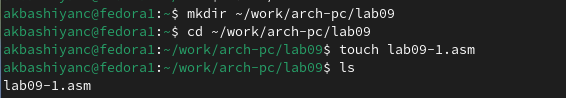 akbashiyanc@fedora1:~$ mkdir ~/work/arch-pc/lab09
akbashiyanc@fedora1:~$ cd ~/work/arch-pc/lab09
akbashiyanc@fedora1:~/work/arch-pc/lab09$ touch lab09-1.asm
akbashiyanc@fedora1:~/work/arch-pc/lab09$ ls
lab09-1.asm